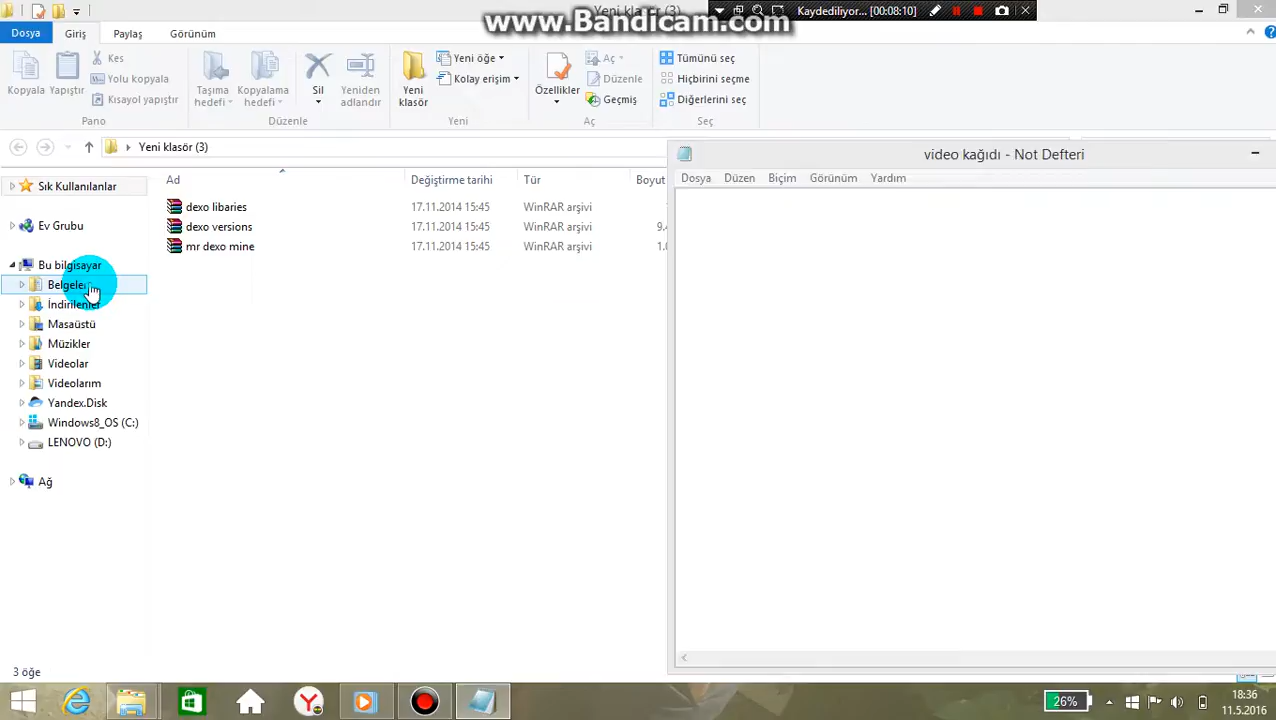 Yeni klasör (3)
www.Bandicam.com
Kaydediliyor... [00:08:10]
Dosya Giriş Paylaş Görünüm
Kopyala Yapıştır
Kes
Yolu kopyala
Kısayol yapıştır
Pano
Taşıma hedefi
Kopyalama hedefi
Sil
Yeniden adlandır
Düzenle
Yeni klasör
Yeni öğe
Kolay erişim
Yeni
Özellikler
Aç
Düzenle
Geçmiş
Aç
Tümünü seç
Hiçbirini seçme
Diğerlerini seç
Seç
Yeni klasör (3)
Ad Değiştirme tarihi Tür Boyut
dexo libaries 17.11.2014 15:45 WinRAR arşivi
dexo versions 17.11.2014 15:45 WinRAR arşivi 9.
mr dexo mine 17.11.2014 15:45 WinRAR arşivi 1.
Sık Kullanılanlar
Ev Grubu
Bu bilgisayar
Belgeler
İndirilenler
Masaüstü
Müzikler
Videolar
Videolarım
Yandex.Disk
Windows8_OS (C:)
LENOVO (D:)
Ağ
video kağıdı - Not Defteri
Dosya Düzen Biçim Görünüm Yardım
3 öğe
26%
18:36
11.5.2016